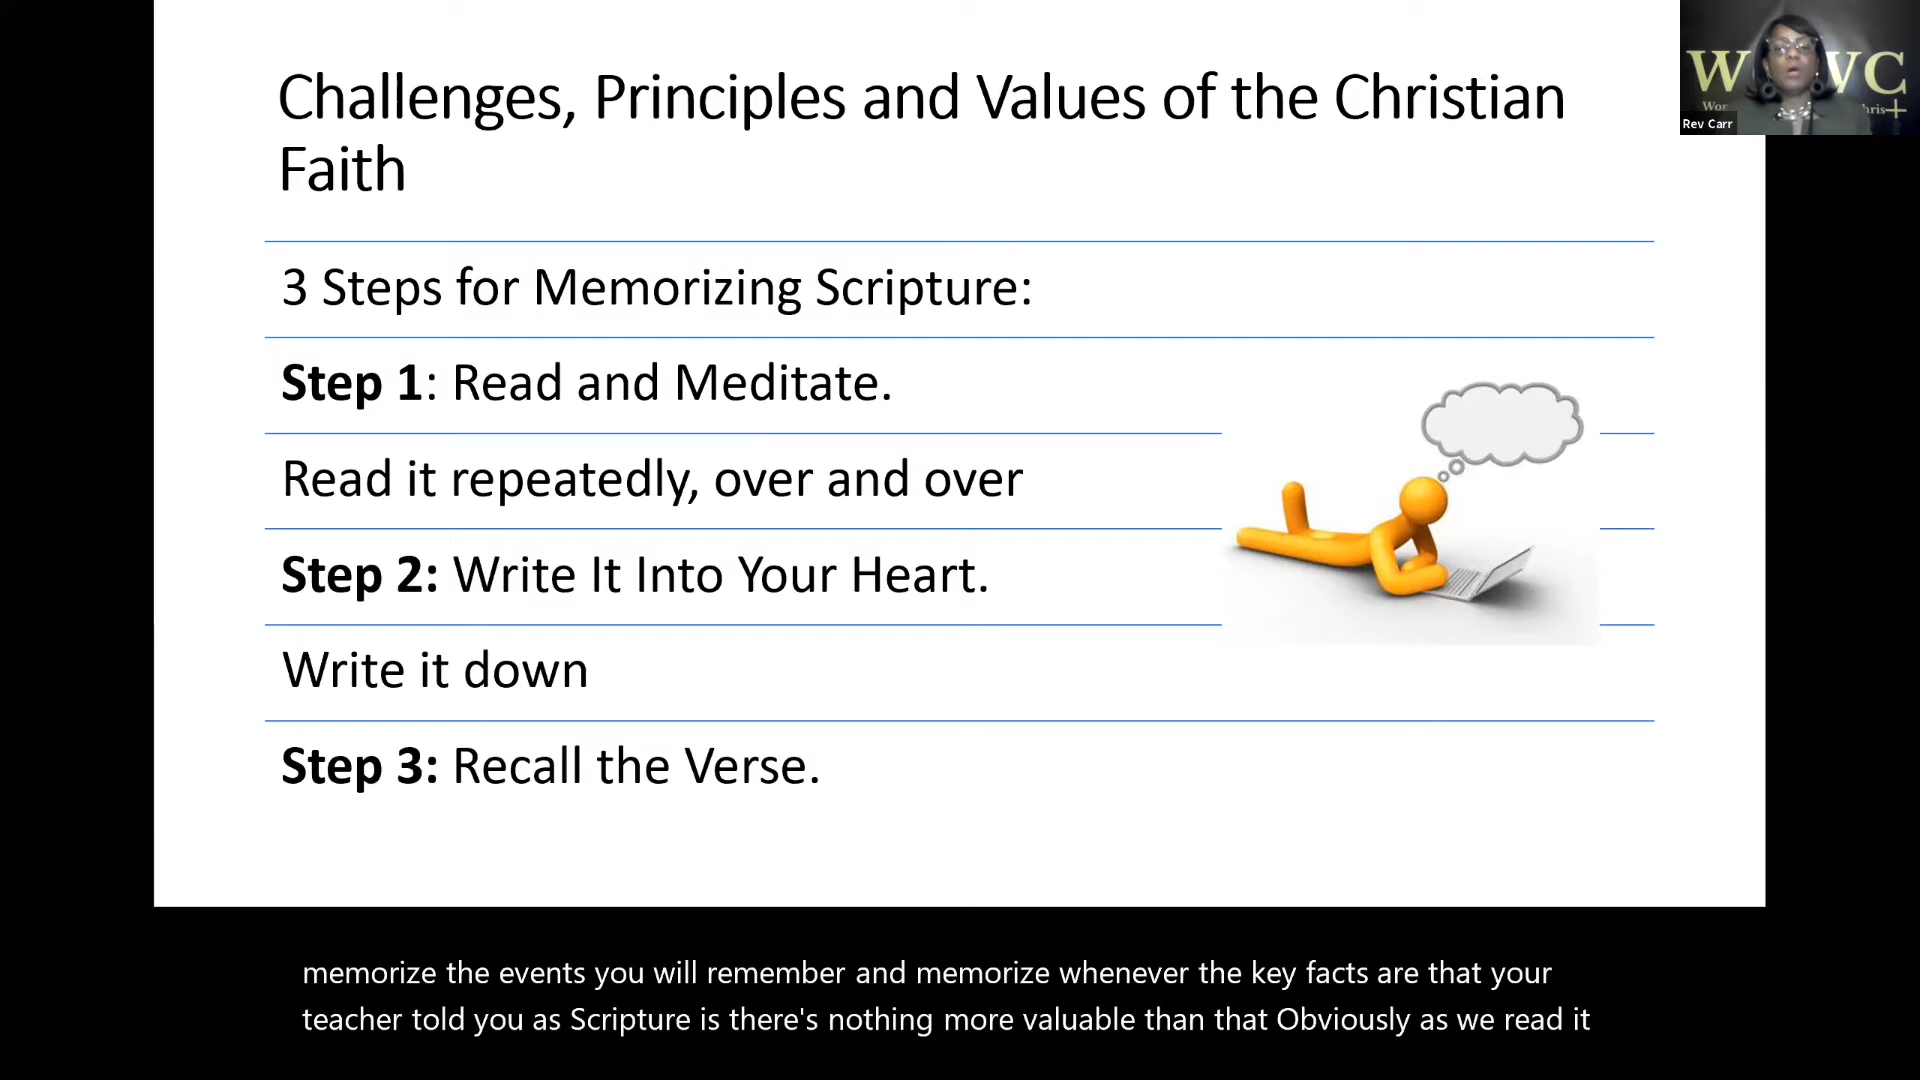 Challenges, Principles and Values of the Christian
Faith
3 Steps for Memorizing Scripture:
Step 1: Read and Meditate.
Read it repeatedly, over and over
Step 2: Write It Into Your Heart.
Write it down
Step 3: Recall the Verse.
Rev Carr
memorize the events you will remember and memorize whenever the key facts are that your
teacher told you as Scripture is there's nothing more valuable than that Obviously as we read it